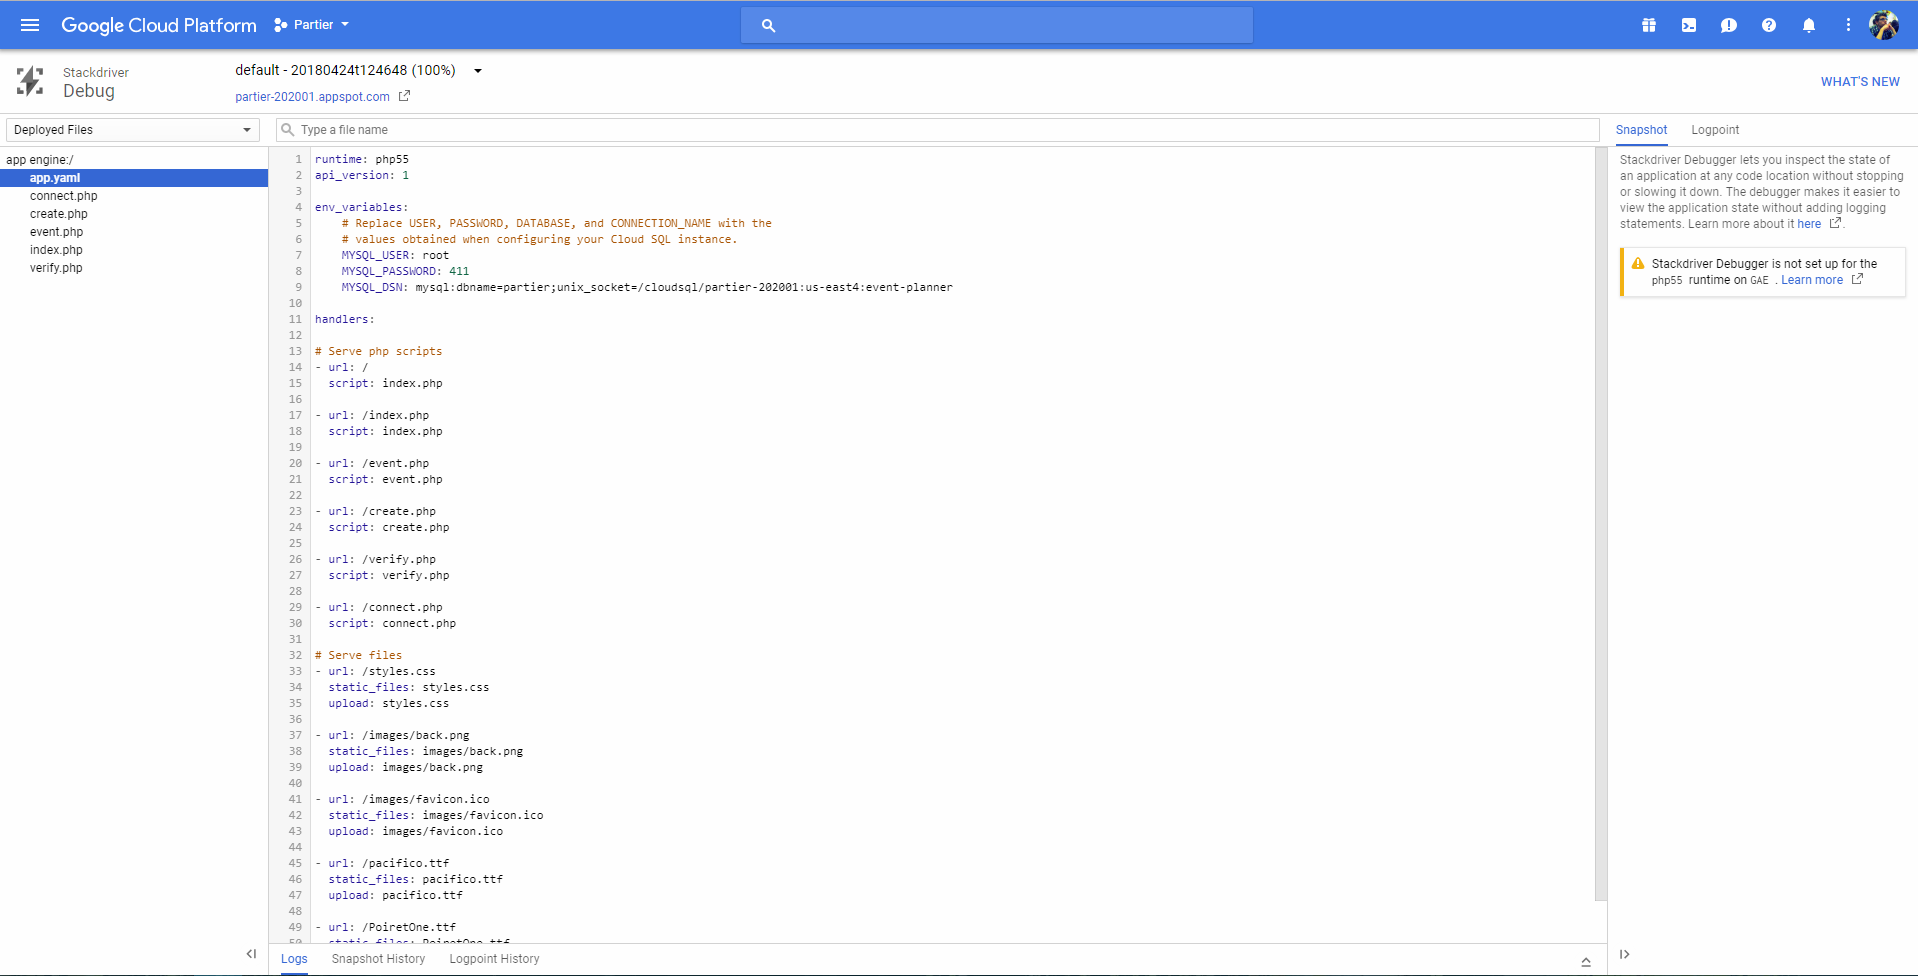 Google Cloud Platform
Partier
Stackdriver
Debug
default - 20180424t124648 (100%)
partier-202001.appspot.com
WHAT'S NEW
Deployed Files
Type a file name
Snapshot
Logpoint
app engine:/
app.yaml
connect.php
create.php
event.php
index.php
verify.php
1 runtime: php55
2 api_version: 1
3
4 env_variables:
5 # Replace USER, PASSWORD, DATABASE, and CONNECTION_NAME with the
6 # values obtained when configuring your Cloud SQL instance.
7 MYSQL_USER: root
8 MYSQL_PASSWORD: 411
9 MYSQL_DSN: mysql:dbname=partier;unix_socket=/cloudsql/partier-202001:us-east4:event-planner
10
11 handlers:
12
13 # Serve php scripts
14 - url: /
15 script: index.php
16
17 - url: /index.php
18 script: index.php
19
20 - url: /event.php
21 script: event.php
22
23 - url: /create.php
24 script: create.php
25
26 - url: /verify.php
27 script: verify.php
28
29 - url: /connect.php
30 script: connect.php
31
32 # Serve files
33 - url: /styles.css
34 static_files: styles.css
35 upload: styles.css
36
37 - url: /images/back.png
38 static_files: images/back.png
39 upload: images/back.png
40
41 - url: /images/favicon.ico
42 static_files: images/favicon.ico
43 upload: images/favicon.ico
44
45 - url: /pacifico.ttf
46 static_files: pacifico.ttf
47 upload: pacifico.ttf
48
49 - url: /PoiretOne.ttf
50 static_files: PoiretOne.ttf
Stackdriver Debugger lets you inspect the state of
an application at any code location without stopping
or slowing it down. The debugger makes it easier to
view the application state without adding logging
statements. Learn more about it here .
Stackdriver Debugger is not set up for the
php55 runtime on GAE . Learn more
Logs
Snapshot History
Logpoint History